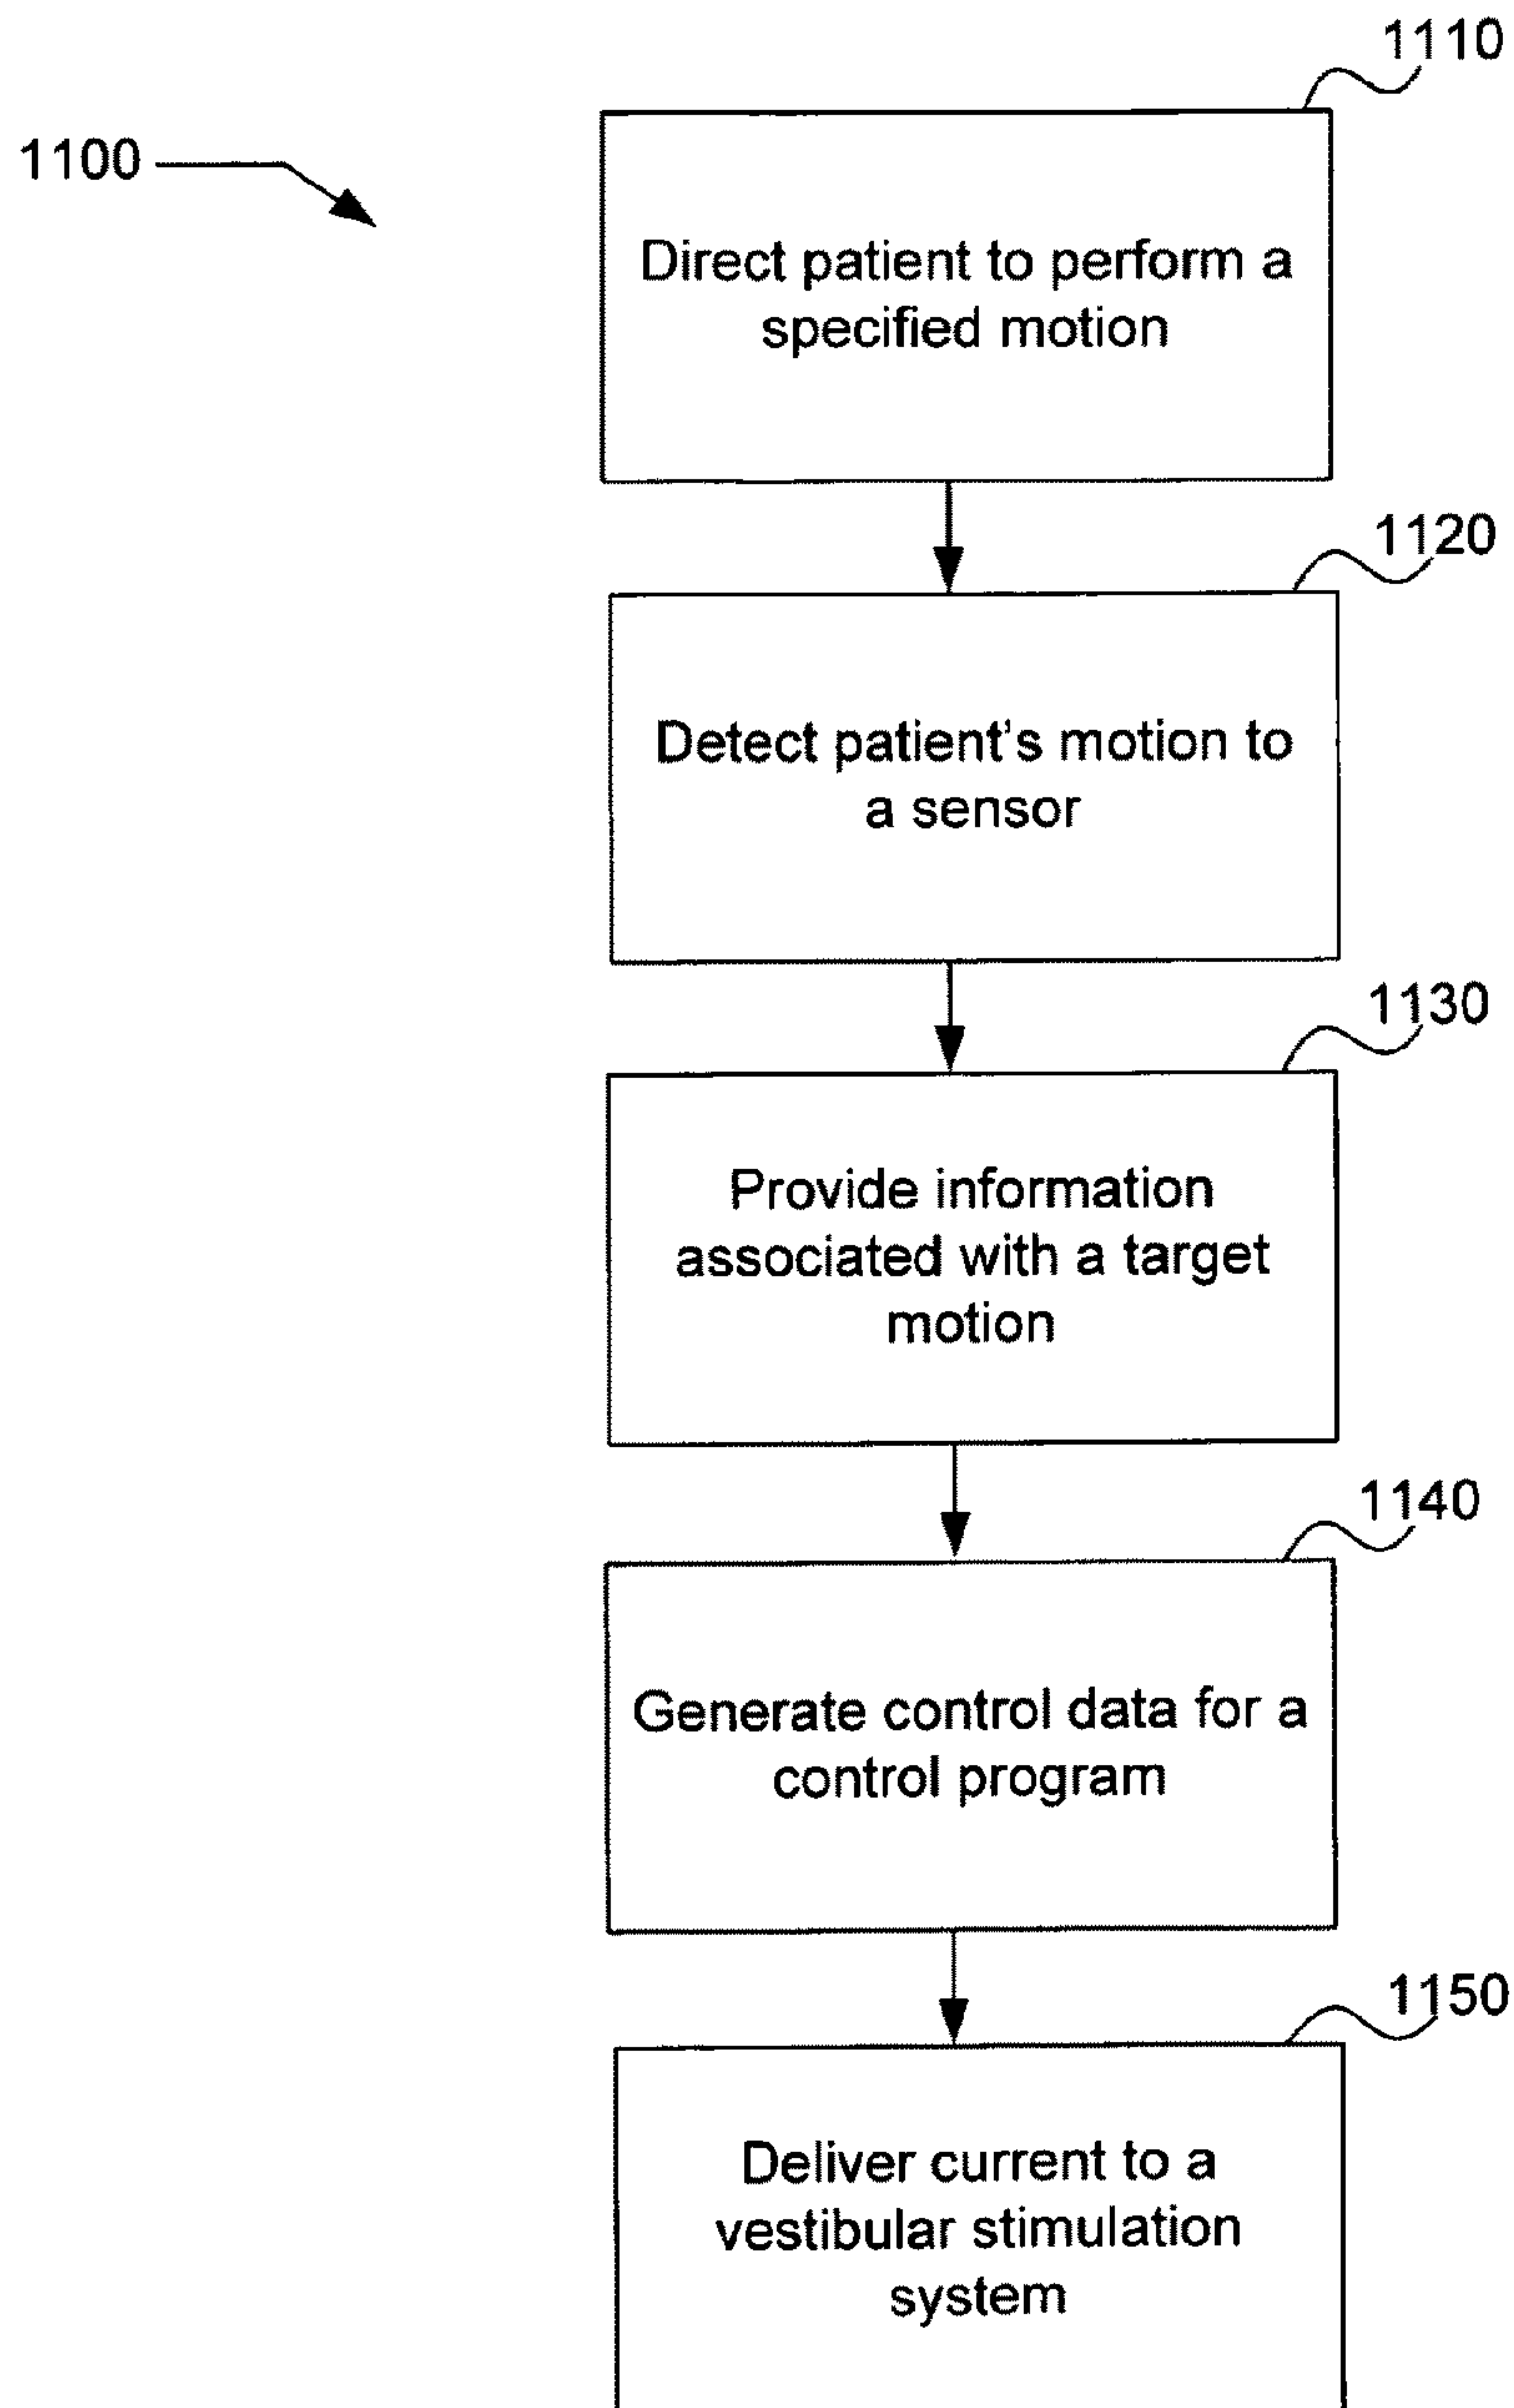 1110
1100
Direct patient to perform a
specified motion
1120
Detect patient's motion to
a sensor
1130
Provide information
associated with a target
motion
1140
Generate control data for a
control program
1150
Deliver current to a
vestibular stimulation
system